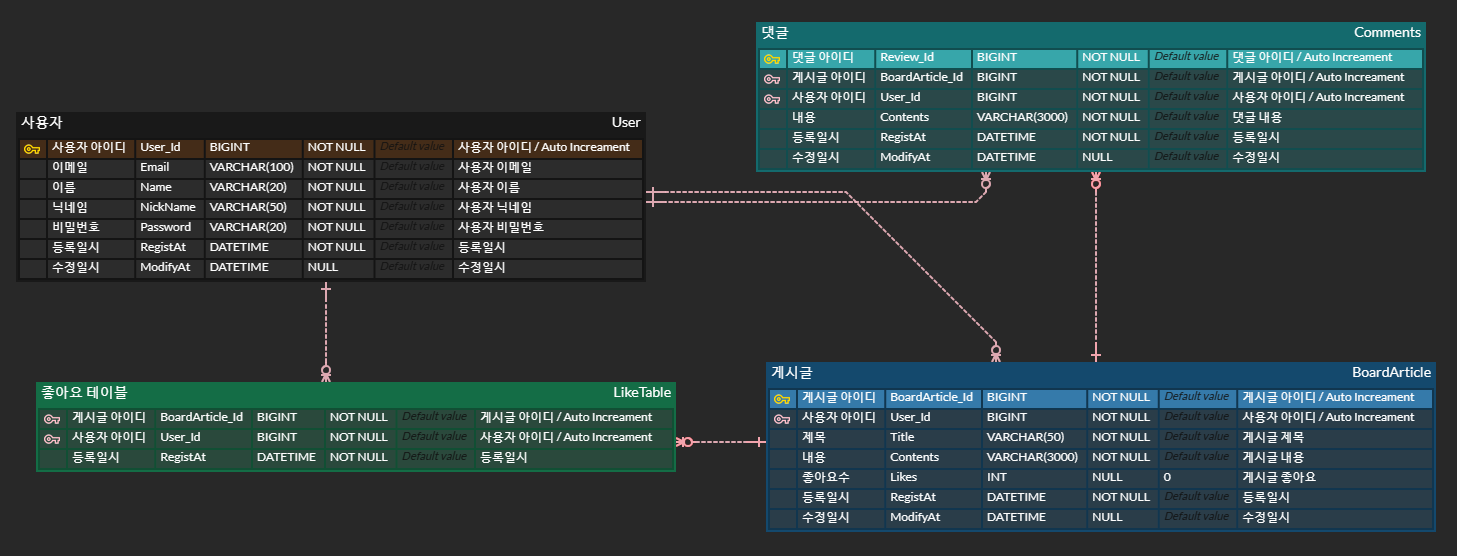 댓글 Comments
댓글 아이디 Review_Id BIGINT NOT NULL Default value 댓글 아이디 / Auto Increament
게시글 아이디 BoardArticle_Id BIGINT NOT NULL Default value 게시글 아이디 / Auto Increament
사용자 아이디 User_Id BIGINT NOT NULL Default value 사용자 아이디 / Auto Increament
내용 Contents VARCHAR(3000) NOT NULL Default value 댓글 내용
등록일시 RegistAt DATETIME NOT NULL Default value 등록일시
수정일시 ModifyAt DATETIME NULL Default value 수정일시
사용자 User
사용자 아이디 User_Id BIGINT NOT NULL Default value 사용자 아이디 / Auto Increament
이메일 Email VARCHAR(100) NOT NULL Default value 사용자 이메일
이름 Name VARCHAR(20) NOT NULL Default value 사용자 이름
닉네임 NickName VARCHAR(50) NOT NULL Default value 사용자 닉네임
비밀번호 Password VARCHAR(20) NOT NULL Default value 사용자 비밀번호
등록일시 RegistAt DATETIME NOT NULL Default value 등록일시
수정일시 ModifyAt DATETIME NULL Default value 수정일시
좋아요 테이블 LikeTable
게시글 아이디 BoardArticle_Id BIGINT NOT NULL Default value 게시글 아이디 / Auto Increament
사용자 아이디 User_Id BIGINT NOT NULL Default value 사용자 아이디 / Auto Increament
등록일시 RegistAt DATETIME NOT NULL Default value 등록일시
게시글 BoardArticle
게시글 아이디 BoardArticle_Id BIGINT NOT NULL Default value 게시글 아이디 / Auto Increament
사용자 아이디 User_Id BIGINT NOT NULL Default value 사용자 아이디 / Auto Increament
제목 Title VARCHAR(50) NOT NULL Default value 게시글 제목
내용 Contents VARCHAR(3000) NOT NULL Default value 게시글 내용
좋아요수 Likes INT NULL 0 게시글 좋아요
등록일시 RegistAt DATETIME NOT NULL Default value 등록일시
수정일시 ModifyAt DATETIME NULL Default value 수정일시